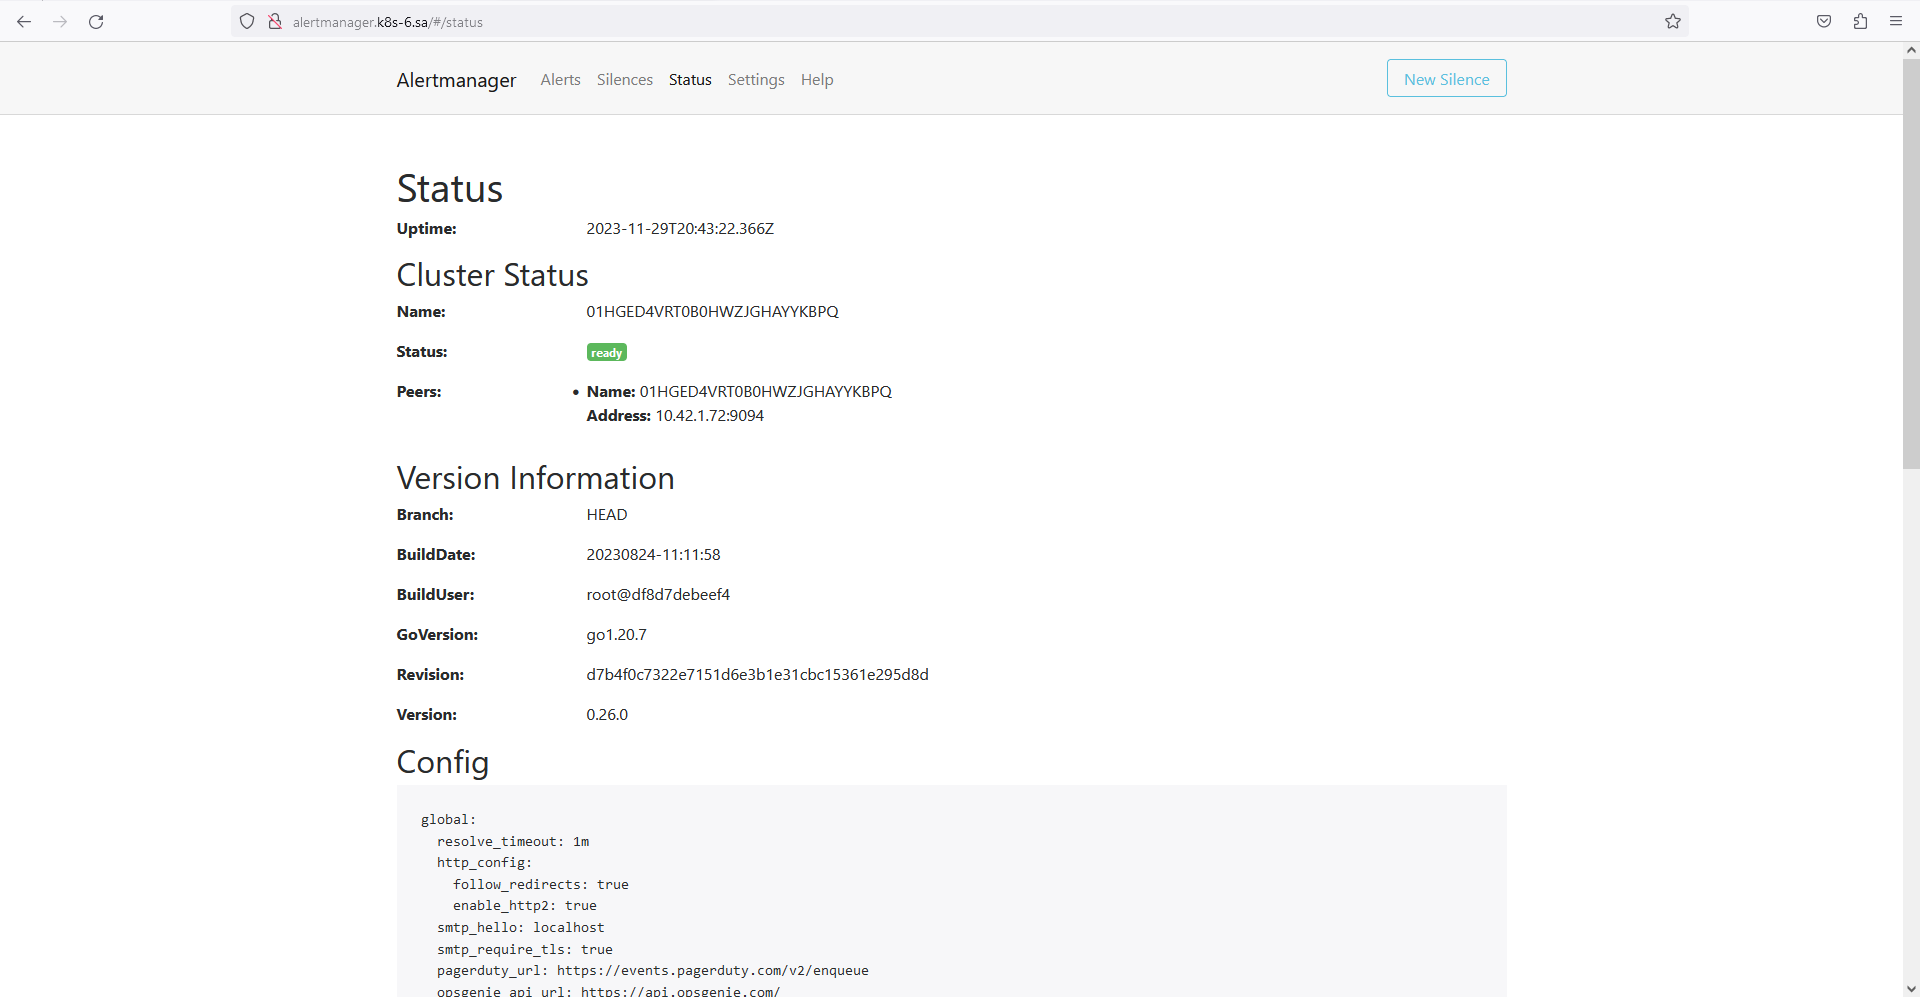 alertmanager.k8s-6.sa/#/status
Alertmanager Alerts Silences Status Settings Help New Silence
Status
Uptime: 2023-11-29T20:43:22.366Z
Cluster Status
Name: 01HGED4VRT0B0HWZJGHAYYKBPQ
Status: ready
Peers: • Name: 01HGED4VRT0B0HWZJGHAYYKBPQ
Address: 10.42.1.72:9094
Version Information
Branch: HEAD
BuildDate: 20230824-11:11:58
BuildUser: root@df8d7debeef4
GoVersion: go1.20.7
Revision: d7b4f0c7322e7151d6e3b1e31cbc15361e295d8d
Version: 0.26.0
Config
global:
  resolve_timeout: 1m
  http_config:
    follow_redirects: true
    enable_http2: true
  smtp_hello: localhost
  smtp_require_tls: true
  pagerduty_url: https://events.pagerduty.com/v2/enqueue
  opsgenie_api_url: https://api.opsgenie.com/